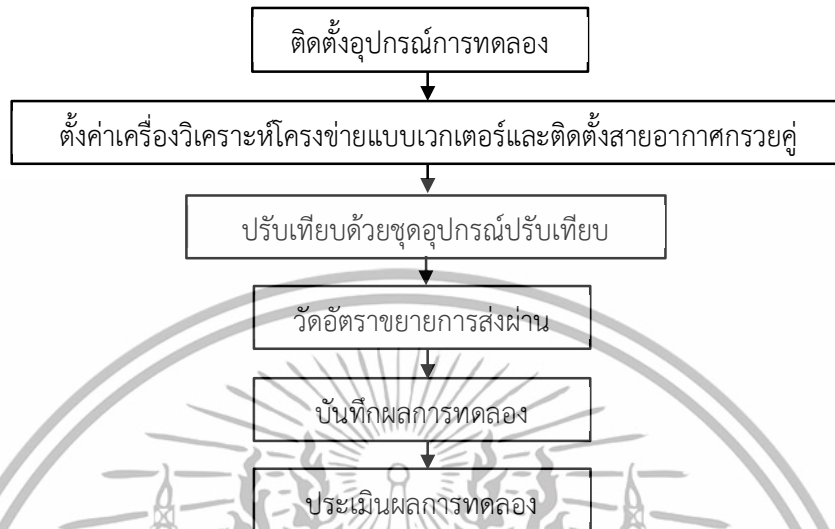 ติดตั้งอุปกรณ์การทดลอง
ตั้งค่าเครื่องวิเคราะห์โครงข่ายแบบเวกเตอร์และติดตั้งสายอากาศกรวยคู่
ปรับเทียบด้วยชุดอุปกรณ์ปรับเทียบ
วัดอัตราขยายการส่งผ่าน
บันทึกผลการทดลอง
ประเมินผลการทดลอง